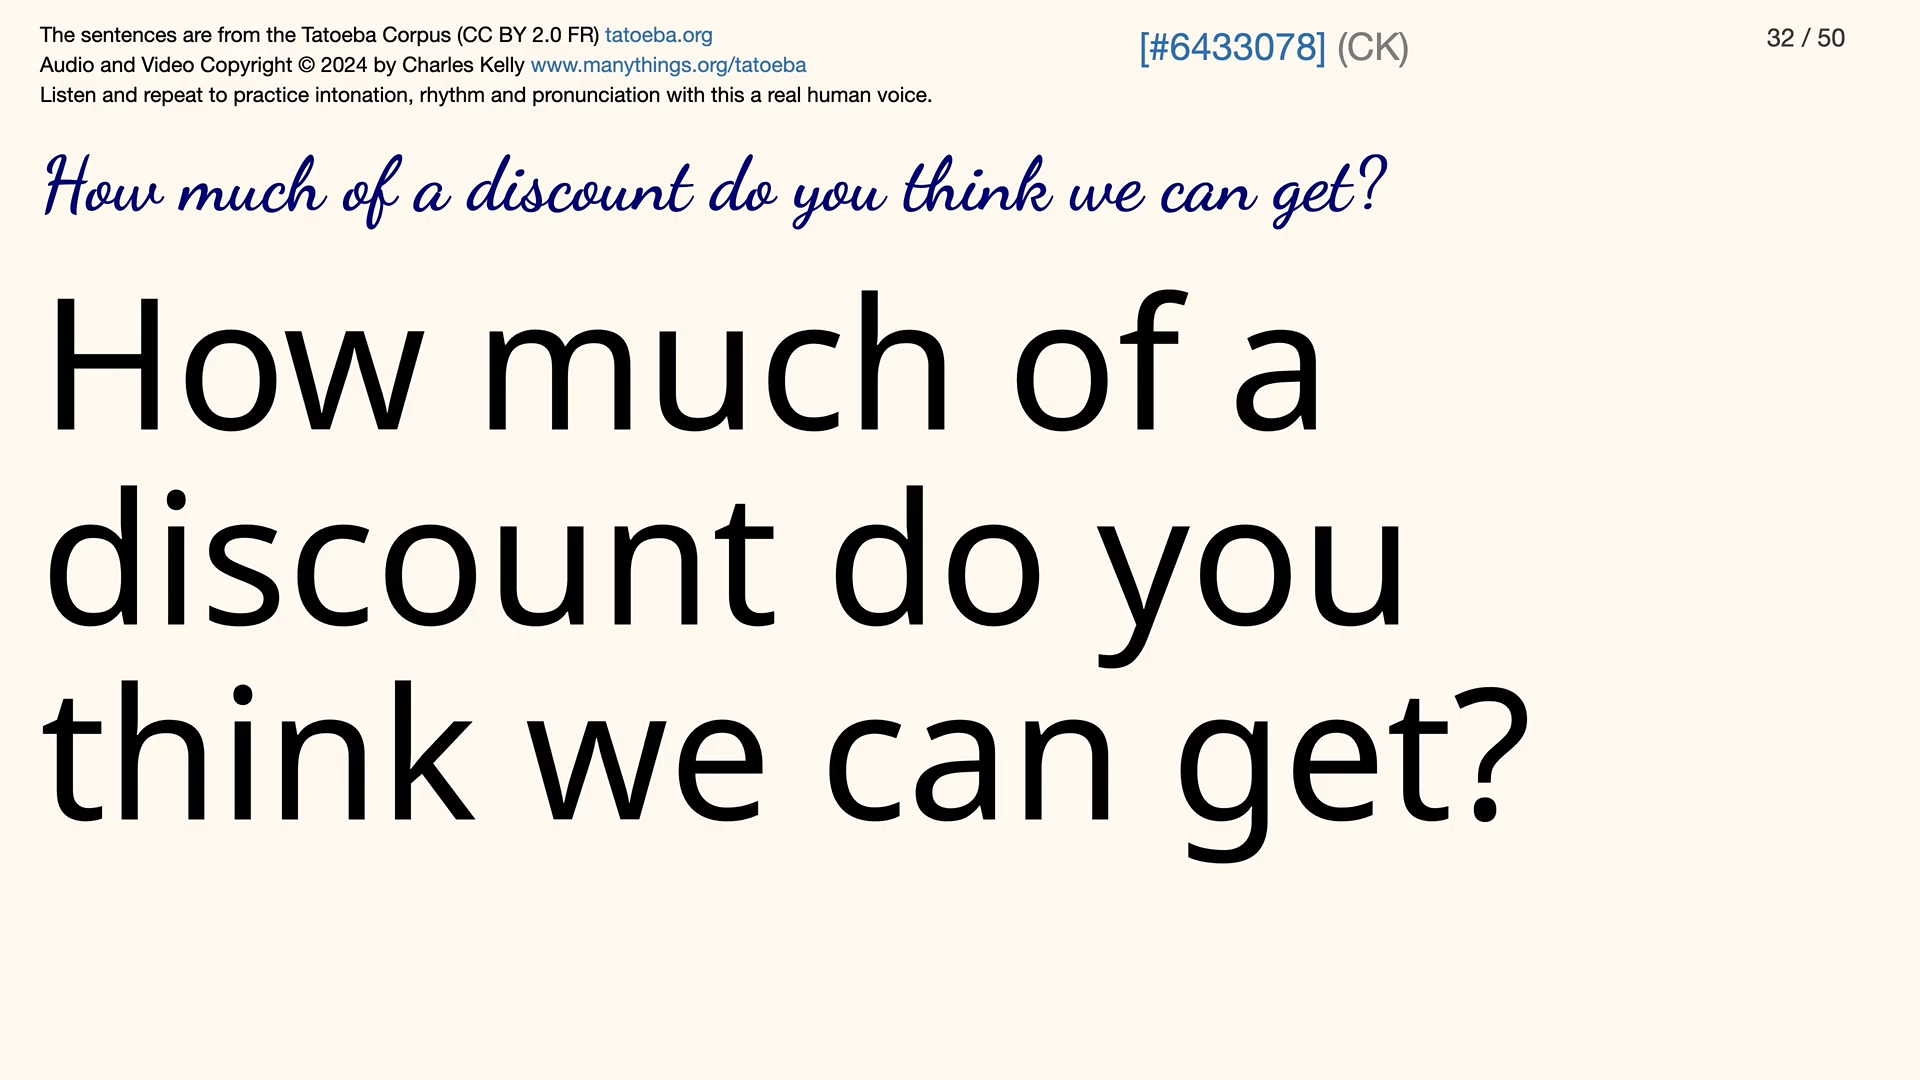 The sentences are from the Tatoeba Corpus (CC BY 2.0 FR) tatoeba.org
Audio and Video Copyright © 2024 by Charles Kelly www.manythings.org/tatoeba
Listen and repeat to practice intonation, rhythm and pronunciation with this a real human voice.
[#6433078] (CK)
32 / 50
How much of a discount do you think we can get?
How much of a
discount do you
think we can get?